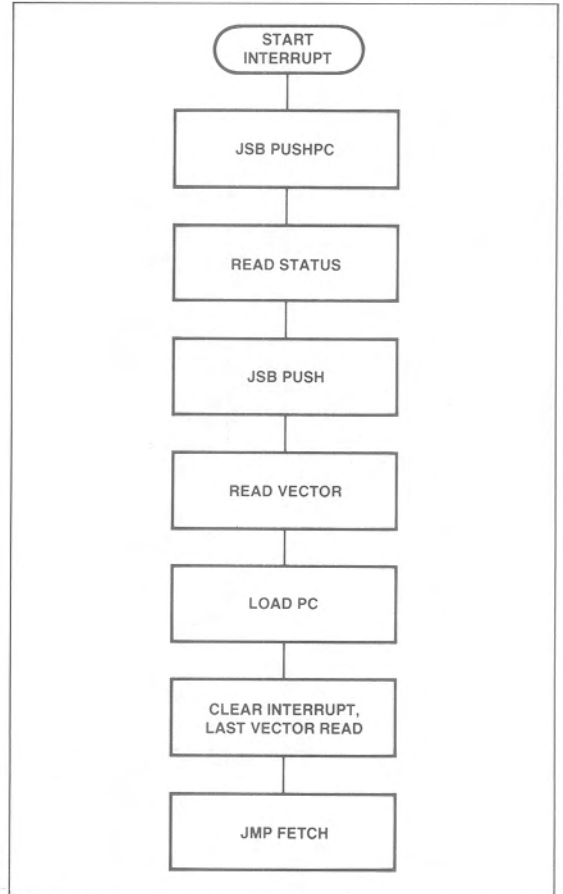 START
INTERRUPT
JSB PUSHPC
READ STATUS
JSB PUSH
READ VECTOR
LOAD PC
CLEAR INTERRUPT,
LAST VECTOR READ
JMP FETCH